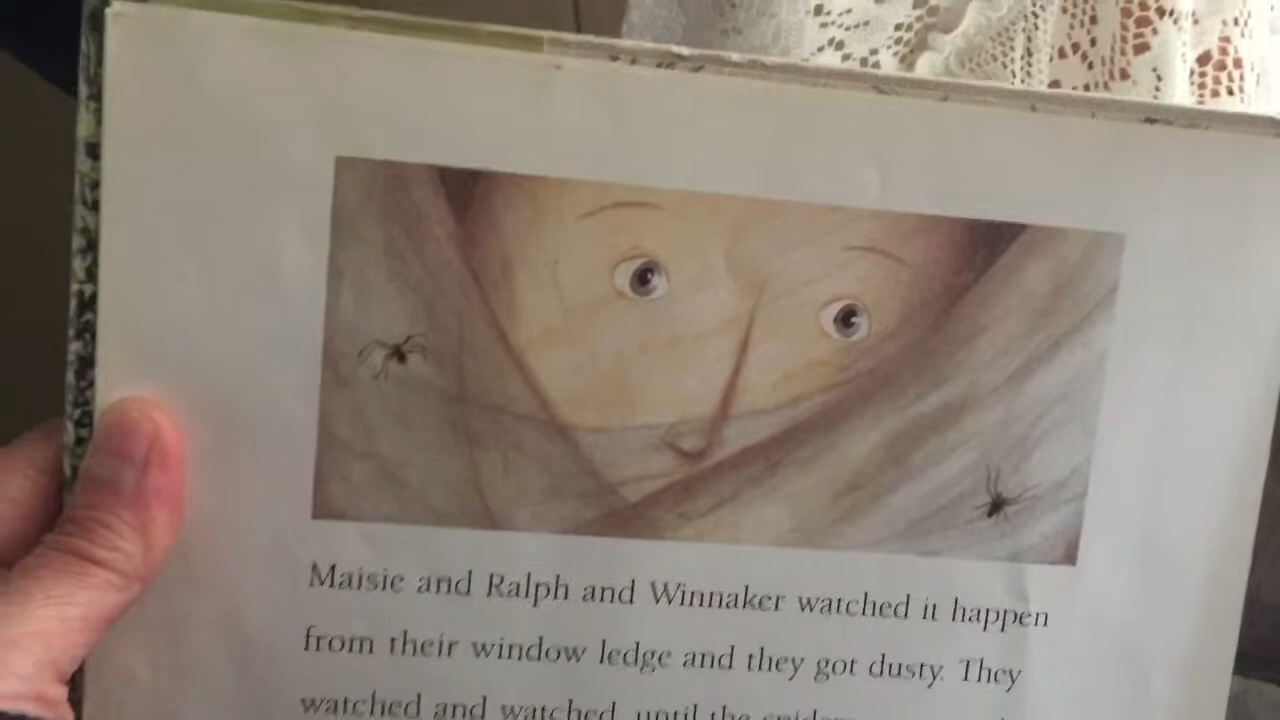 Maisie and Ralph and Winnaker watched it happen
from their window ledge and they got dusty. They
watched and watched, until the